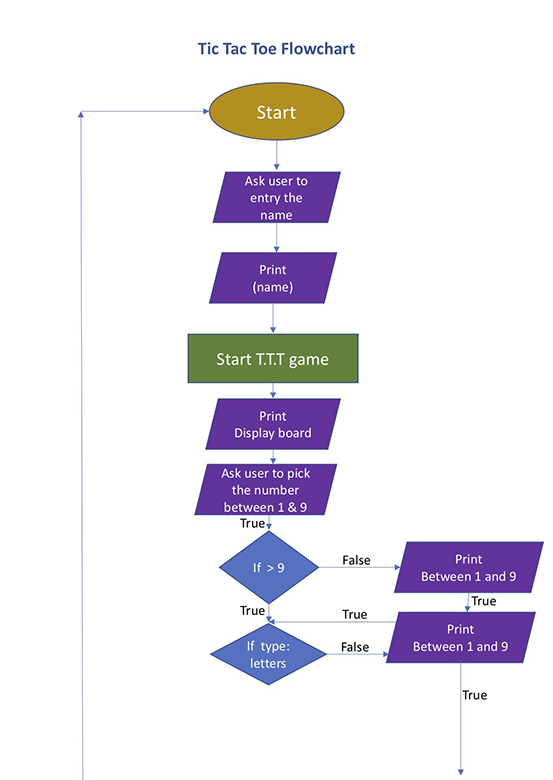 Tic Tac Toe Flowchart
Start
Ask user to
entry the
name
Print
(name)
Start T.T.T game
Print
Display board
Ask user to pick
the number
between 1 & 9
True
If > 9
False
Print
Between 1 and 9
True
True
True
If type:
letters
False
Print
Between 1 and 9
True